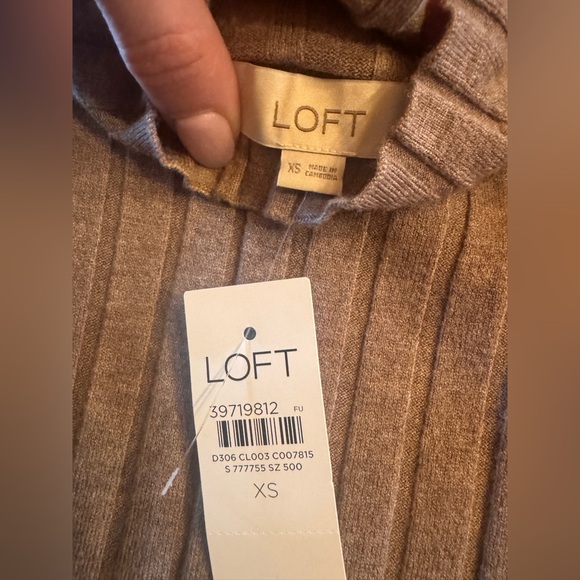 LOFT
XS MADE IN
CAMBODIA
LOFT
39719812 FU
D306 CL003 C007815
S 777755 SZ 500
XS